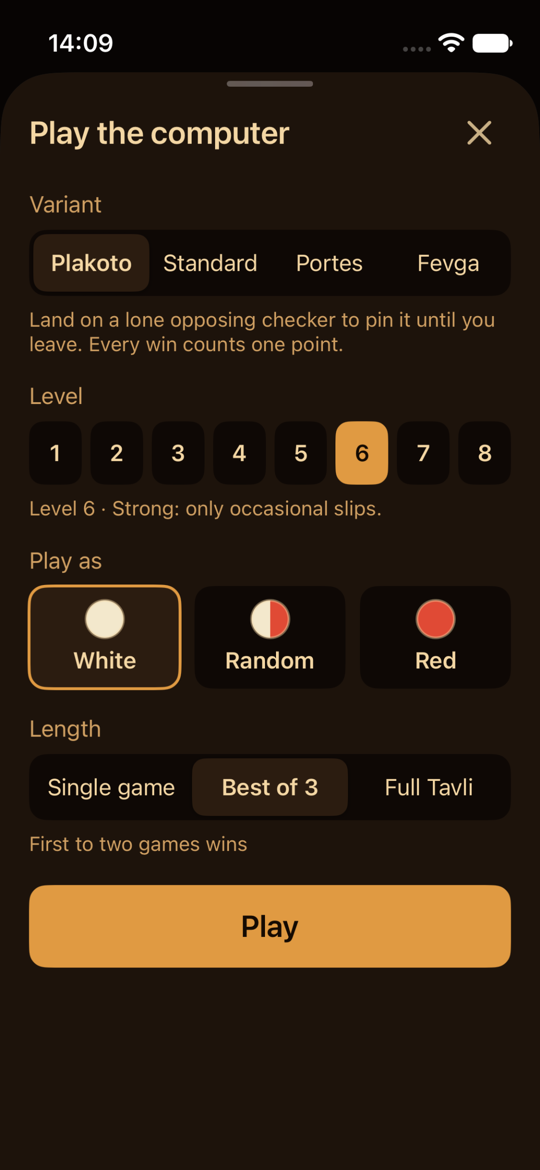 14:09
Play the computer
Variant
Plakoto Standard Portes Fevga
Land on a lone opposing checker to pin it until you
leave. Every win counts one point.
Level
1 2 3 4 5 6 7 8
Level 6 · Strong: only occasional slips.
Play as
White Random Red
Length
Single game Best of 3 Full Tavli
First to two games wins
Play